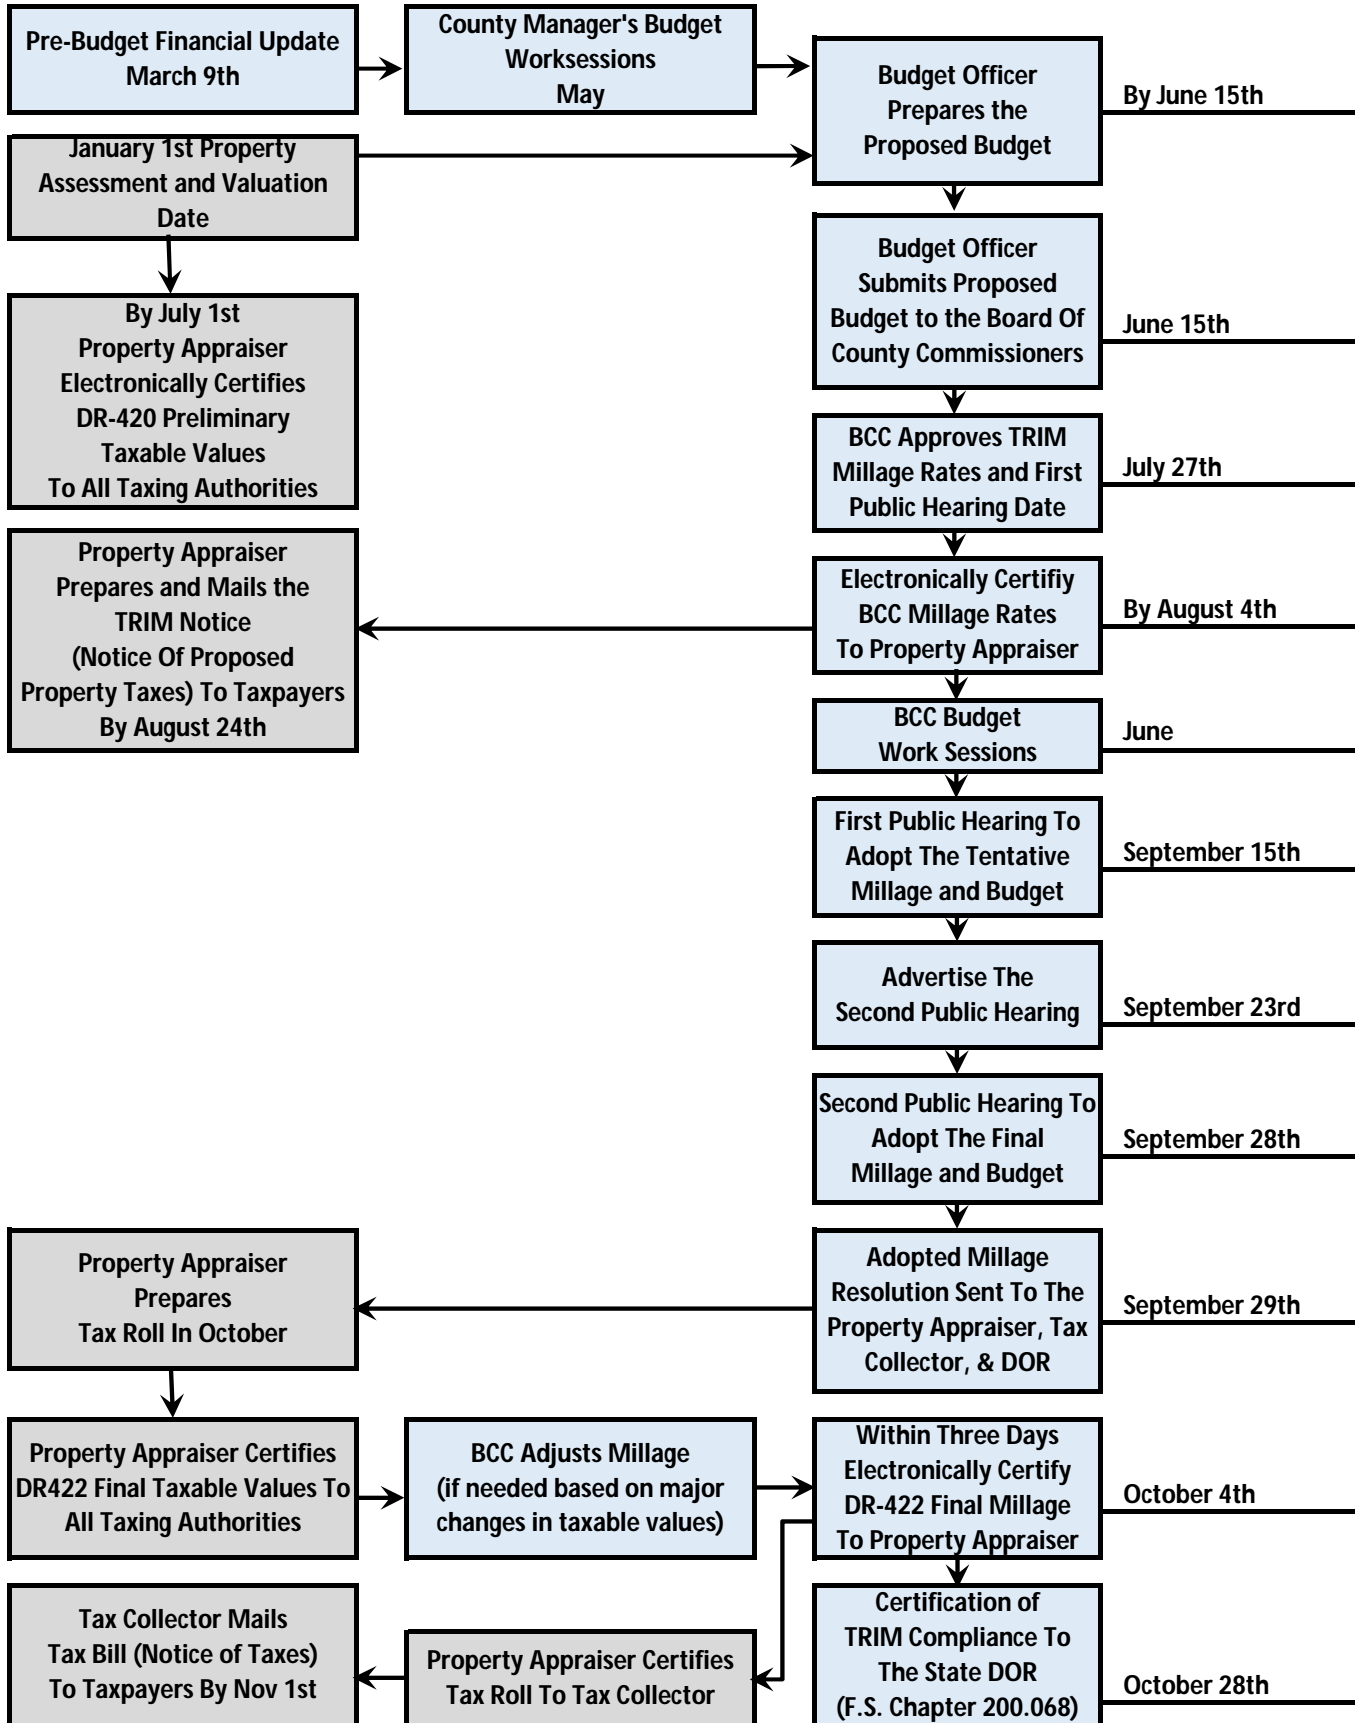 Pre-Budget Financial Update
March 9th
County Manager's Budget
Worksessions
May
Budget Officer
Prepares the
Proposed Budget
By June 15th
January 1st Property
Assessment and Valuation
Date
Budget Officer
Submits Proposed
Budget to the Board Of
County Commissioners
June 15th
By July 1st
Property Appraiser
Electronically Certifies
DR-420 Preliminary
Taxable Values
To All Taxing Authorities
BCC Approves TRIM
Millage Rates and First
Public Hearing Date
July 27th
Property Appraiser
Prepares and Mails the
TRIM Notice
(Notice Of Proposed
Property Taxes) To Taxpayers
By August 24th
Electronically Certifiy
BCC Millage Rates
To Property Appraiser
By August 4th
BCC Budget
Work Sessions
June
First Public Hearing To
Adopt The Tentative
Millage and Budget
September 15th
Advertise The
Second Public Hearing
September 23rd
Second Public Hearing To
Adopt The Final
Millage and Budget
September 28th
Property Appraiser
Prepares
Tax Roll In October
Adopted Millage
Resolution Sent To The
Property Appraiser, Tax
Collector, & DOR
September 29th
Property Appraiser Certifies
DR422 Final Taxable Values To
All Taxing Authorities
BCC Adjusts Millage
(if needed based on major
changes in taxable values)
Within Three Days
Electronically Certify
DR-422 Final Millage
To Property Appraiser
October 4th
Tax Collector Mails
Tax Bill (Notice of Taxes)
To Taxpayers By Nov 1st
Property Appraiser Certifies
Tax Roll To Tax Collector
Certification of
TRIM Compliance To
The State DOR
(F.S. Chapter 200.068)
October 28th